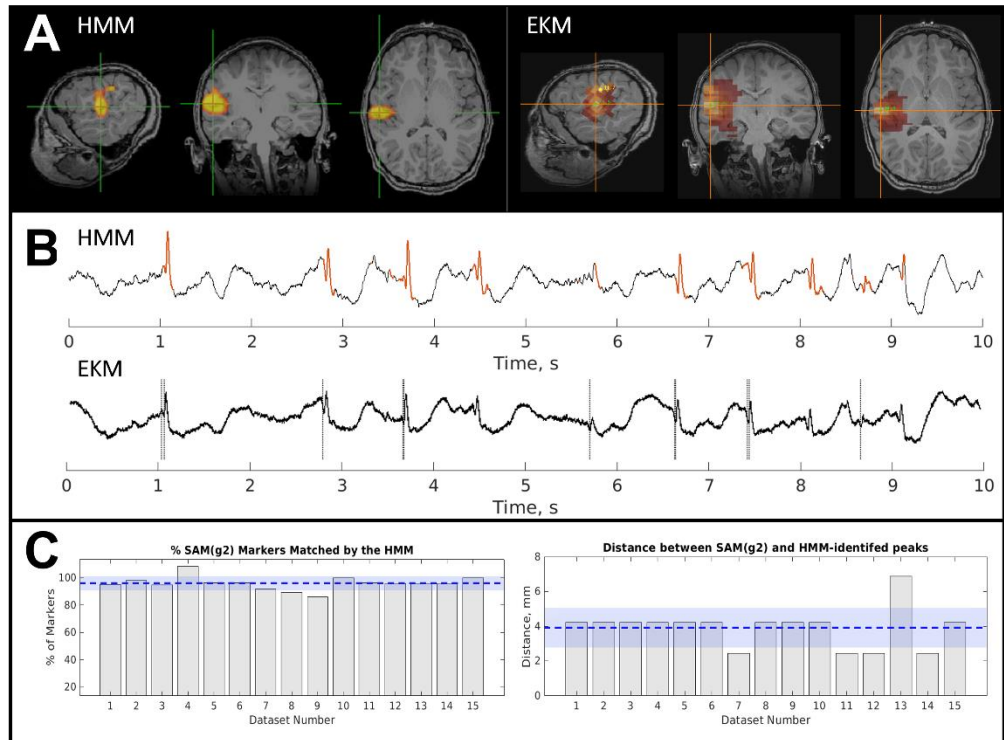 A
HMM
EKM
B
HMM
0 1 2 3 4 5 6 7 8 9 10
Time, s
EKM
0 1 2 3 4 5 6 7 8 9 10
Time, s
C
% SAM(g2) Markers Matched by the HMM
% of Markers
100
80
60
40
20
1 2 3 4 5 6 7 8 9 10 11 12 13 14 15
Dataset Number
Distance between SAM(g2) and HMM-identifed peaks
Distance, mm
8
6
4
2
0
1 2 3 4 5 6 7 8 9 10 11 12 13 14 15
Dataset Number